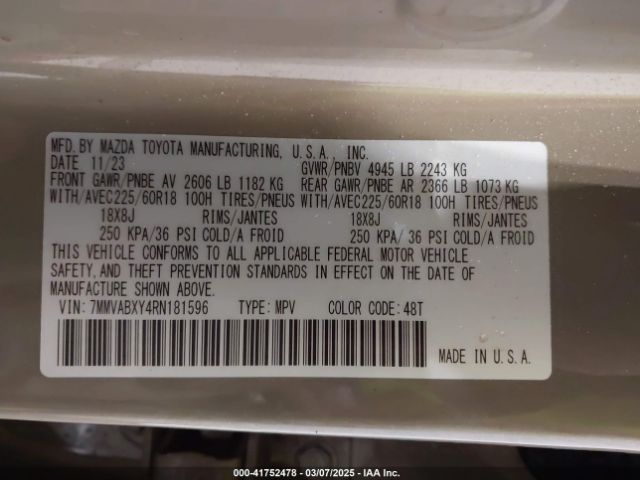 MFD. BY MAZDA TOYOTA MANUFACTURING, U.S.A., INC.
DATE 11/23 GVWR/PNBV 4945 LB 2243 KG
FRONT GAWR/PNBE AV 2606 LB 1182 KG REAR GAWR/PNBE AR 2366 LB 1073 KG
WITH/AVEC225/60R18 100H TIRES/PNEUS WITH/AVEC225/60R18 100H TIRES/PNEUS
18X8J RIMS/JANTES 18X8J RIMS/JANTES
250 KPA/36 PSI COLD/A FROID 250 KPA/ 36 PSI COLD/A FROID
THIS VEHICLE CONFORMS TO ALL APPLICABLE FEDERAL MOTOR VEHICLE
SAFETY, AND THEFT PREVENTION STANDARDS IN EFFECT ON THE DATE OF
MANUFACTURE SHOWN ABOVE.
VIN: 7MMVABXY4RN181596 TYPE: MPV COLOR CODE: 48T
MADE IN U.S.A.
000-41752478 - 03/07/2025 - IAA Inc.